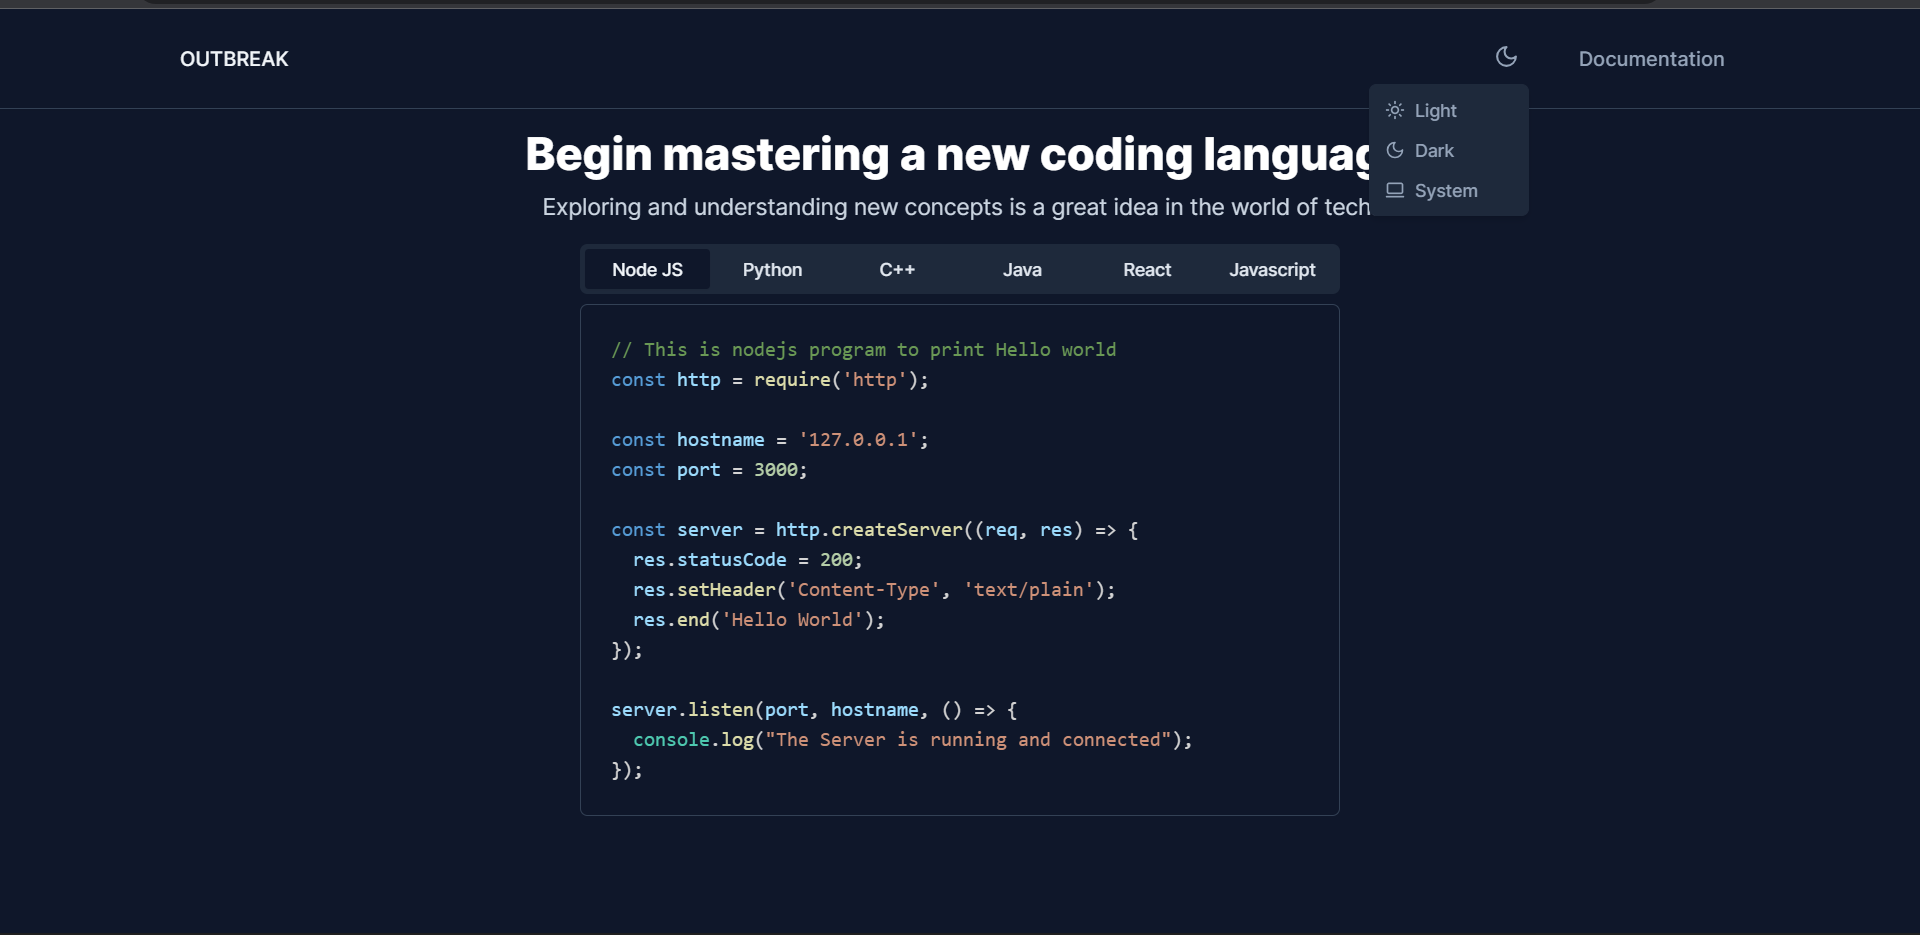 OUTBREAK
Documentation
Light
Dark
System
Begin mastering a new coding
Exploring and understanding new concepts is a great idea in the world of tech
Node JS Python C++ Java React Javascript
// This is nodejs program to print Hello world
const http = require('http');
const hostname = '127.0.0.1';
const port = 3000;
const server = http.createServer((req, res) => {
  res.statusCode = 200;
  res.setHeader('Content-Type', 'text/plain');
  res.end('Hello World');
});
server.listen(port, hostname, () => {
  console.log("The Server is running and connected");
});